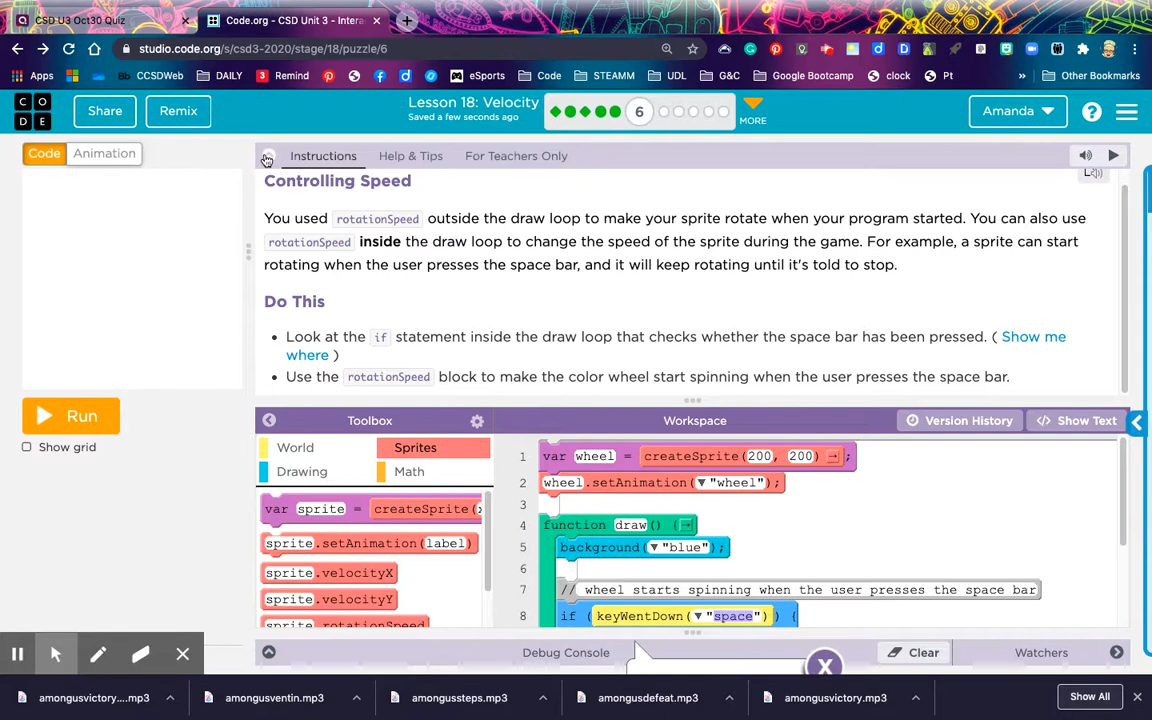 CSD U3 Oct30 Quiz
Code.org - CSD Unit 3 - Intera
studio.code.org/s/csd3-2020/stage/18/puzzle/6
Apps CCSDWeb DAILY 3 Remind eSports Code STEAMM UDL G&C Google Bootcamp clock Pt » Other Bookmarks
CODE
Share Remix
Lesson 18: Velocity
Saved a few seconds ago
6
MORE
Amanda
?
Code Animation
Instructions Help & Tips For Teachers Only
Controlling Speed
You used rotationSpeed outside the draw loop to make your sprite rotate when your program started. You can also use
rotationSpeed inside the draw loop to change the speed of the sprite during the game. For example, a sprite can start
rotating when the user presses the space bar, and it will keep rotating until it's told to stop.
Do This
Look at the if statement inside the draw loop that checks whether the space bar has been pressed. ( Show me
where )
Use the rotationSpeed block to make the color wheel start spinning when the user presses the space bar.
Run
Show grid
Toolbox Workspace Version History </> Show Text
World Sprites
Drawing Math
var sprite = createSprite(
sprite.setAnimation(label)
sprite.velocityX
sprite.velocityY
sprite.rotationSpeed
1 var wheel = createSprite(200, 200);
2 wheel.setAnimation("wheel");
3
4 function draw() {
5 background("blue");
6
7 // wheel starts spinning when the user presses the space bar
8 if (keyWentDown("space")) {
Debug Console Clear Watchers
X
amongusvictory....mp3 amongusventin.mp3 amongussteps.mp3 amongusdefeat.mp3 amongusvictory.mp3 Show All